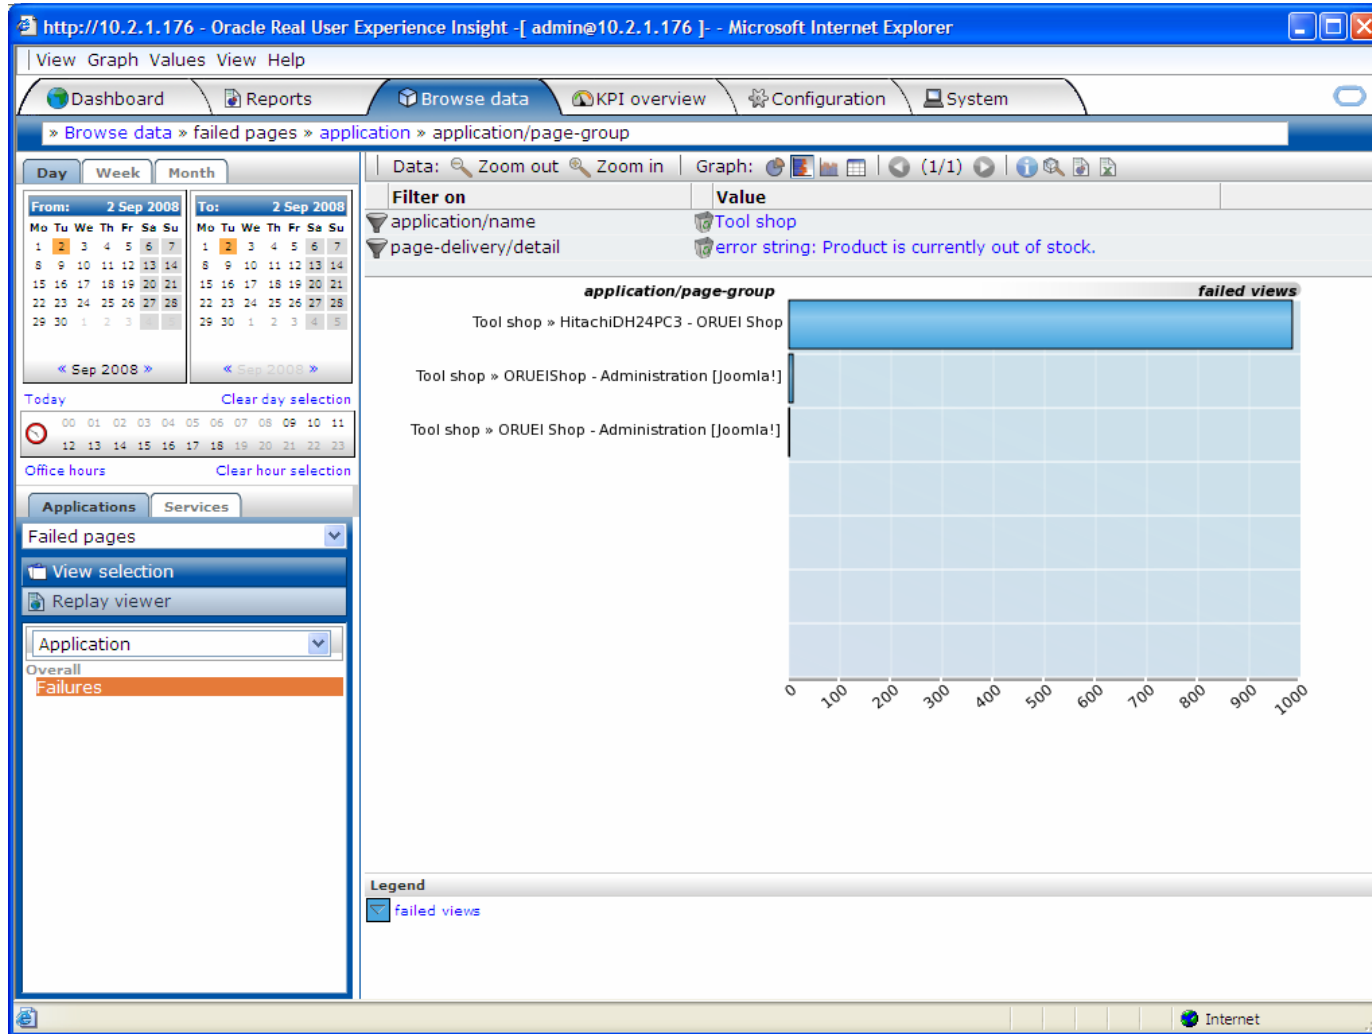 http://10.2.1.176 - Oracle Real User Experience Insight -[ admin@10.2.1.176 ]- - Microsoft Internet Explorer
View Graph Values View Help
Dashboard Reports Browse data KPI overview Configuration System
» Browse data » failed pages » application » application/page-group
Day Week Month
Data: Zoom out Zoom in Graph: (1/1)
Filter on Value
application/name Tool shop
page-delivery/detail error string: Product is currently out of stock.
From: 2 Sep 2008 To: 2 Sep 2008
Mo Tu We Th Fr Sa Su Mo Tu We Th Fr Sa Su
1 2 3 4 5 6 7 1 2 3 4 5 6 7
8 9 10 11 12 13 14 8 9 10 11 12 13 14
15 16 17 18 19 20 21 15 16 17 18 19 20 21
22 23 24 25 26 27 28 22 23 24 25 26 27 28
29 30 1 2 3 4 5 29 30 1 2 3 4 5
« Sep 2008 » « Sep 2008 »
Today Clear day selection
00 01 02 03 04 05 06 07 08 09 10 11
12 13 14 15 16 17 18 19 20 21 22 23
Office hours Clear hour selection
Applications Services
Failed pages
View selection
Replay viewer
Application
Overall
Failures
application/page-group failed views
Tool shop » HitachiDH24PC3 - ORUEI Shop
Tool shop » ORUEIShop - Administration [Joomla!]
Tool shop » ORUEI Shop - Administration [Joomla!]
0 100 200 300 400 500 600 700 800 900 1000
Legend
failed views
Internet